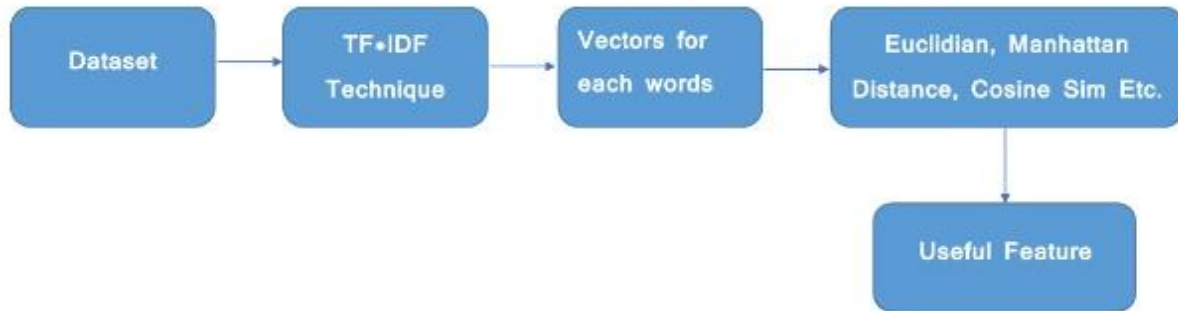 Dataset
TF•IDF
Technique
Vectors for
each words
Euclidian, Manhattan
Distance, Cosine Sim Etc.
Useful Feature